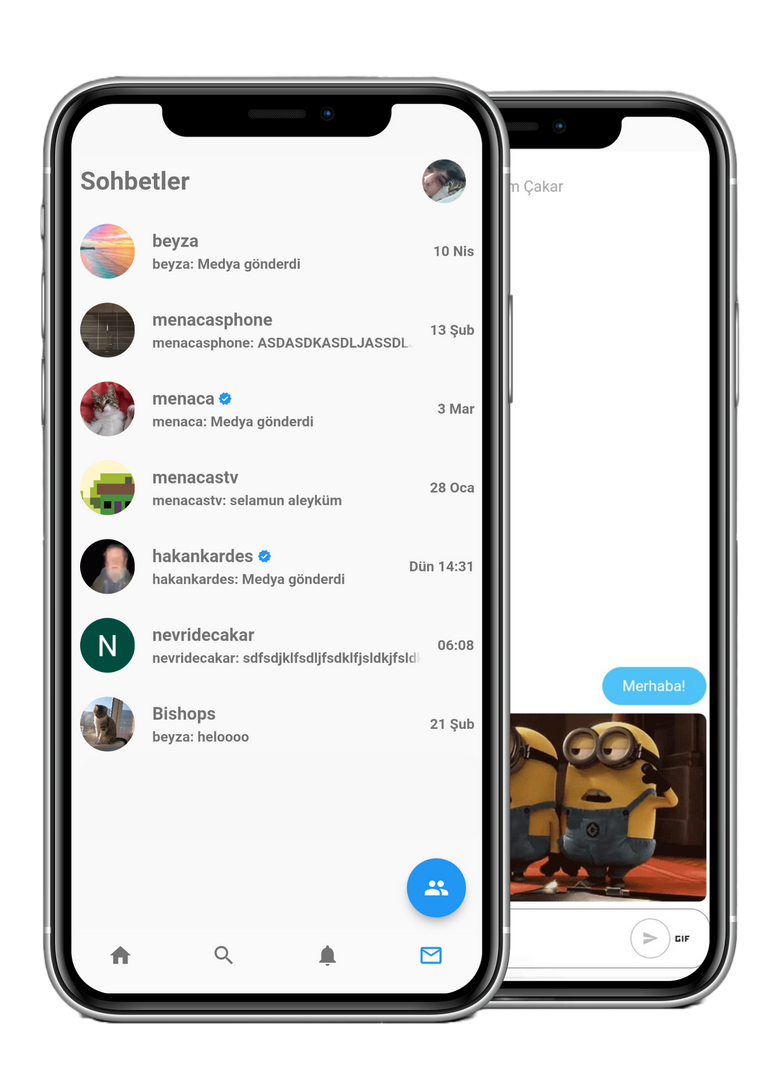 Sohbetler
beyza
10 Nis
beyza: Medya gönderdi
menacasphone
13 Şub
menacasphone: ASDASDKASDLJASSDL
menaca
3 Mar
menaca: Medya gönderdi
menacastv
28 Oca
menacastv: selamun aleyküm
hakankardes
Dün 14:31
hakankardes: Medya gönderdi
N
nevridecakar
06:08
nevridecakar: sdfsdjklfsdljfsdklfjsldkjfsld
Bishops
21 Şub
beyza: heloooo
m Çakar
Merhaba!
GIF